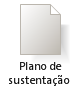 Plano de
sustentação